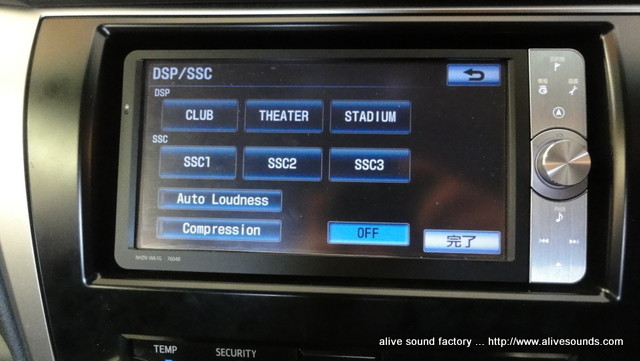 DSP/SSC
DSP
CLUB THEATER STADIUM
SSC
SSC1 SSC2 SSC3
Auto Loudness
Compression OFF 完了
TEMP SECURITY
alive sound factory ... http://www.alivesounds.com